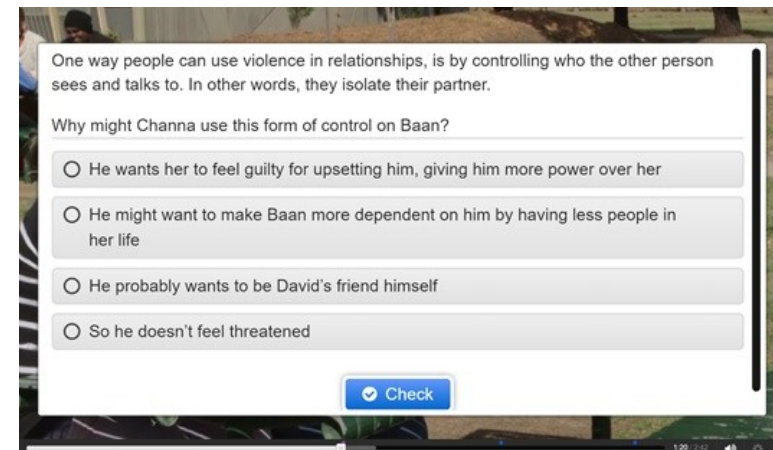 One way people can use violence in relationships, is by controlling who the other person
sees and talks to. In other words, they isolate their partner.
Why might Channa use this form of control on Baan?
He wants her to feel guilty for upsetting him, giving him more power over her
He might want to make Baan more dependent on him by having less people in
her life
He probably wants to be David's friend himself
So he doesn't feel threatened
Check
1:20 / 2:42